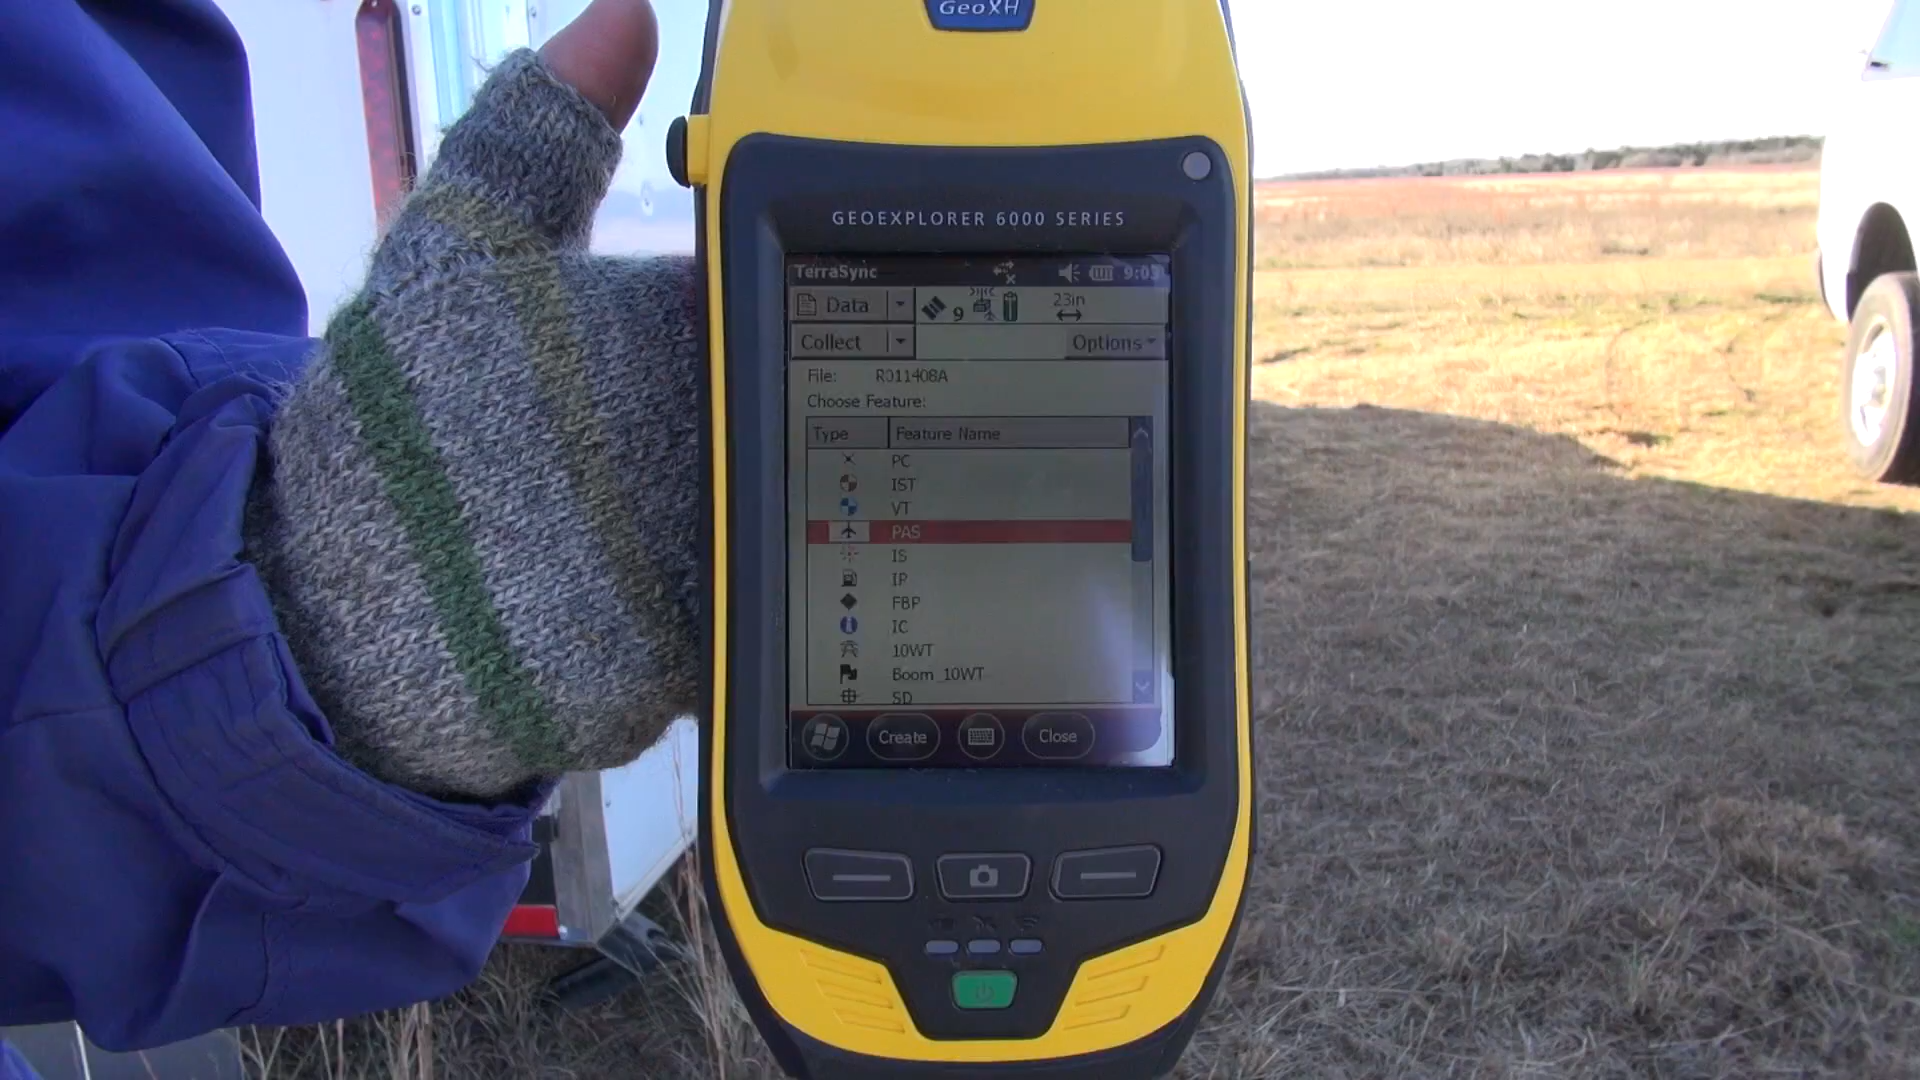 GeoXH
GEOEXPLORER 6000 SERIES
TerraSync
Data 9 23in
Collect Options
File: R011408A
Choose Feature:
Type Feature Name
PC
IST
VT
PAS
IS
IP
FBP
IC
10WT
Boom_10WT
SD
Create Close